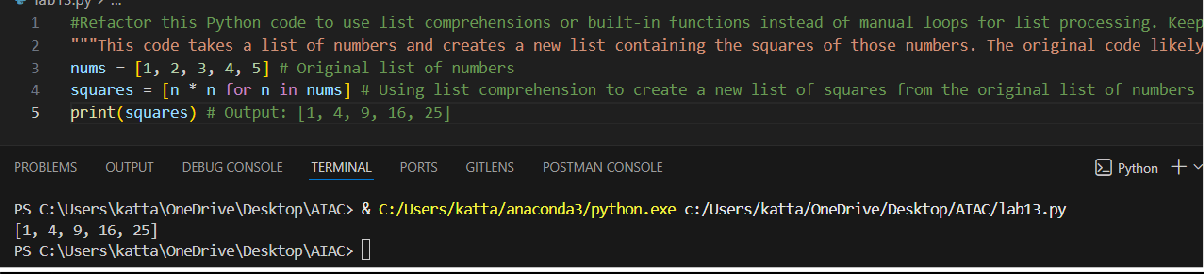 lab13.py > ...
1 #Refactor this Python code to use list comprehensions or built-in functions instead of manual loops for list processing. Keep
2 """This code takes a list of numbers and creates a new list containing the squares of those numbers. The original code likely
3 nums = [1, 2, 3, 4, 5] # Original list of numbers
4 squares = [n * n for n in nums] # Using list comprehension to create a new list of squares from the original list of numbers
5 print(squares) # Output: [1, 4, 9, 16, 25]
PROBLEMS OUTPUT DEBUG CONSOLE TERMINAL PORTS GITLENS POSTMAN CONSOLE Python
PS C:\Users\katta\OneDrive\Desktop\ATAC> & C:/Users/katta/anaconda3/python.exe c:/Users/katta/OneDrive/Desktop/ATAC/lab13.py
[1, 4, 9, 16, 25]
PS C:\Users\katta\OneDrive\Desktop\AIAC>